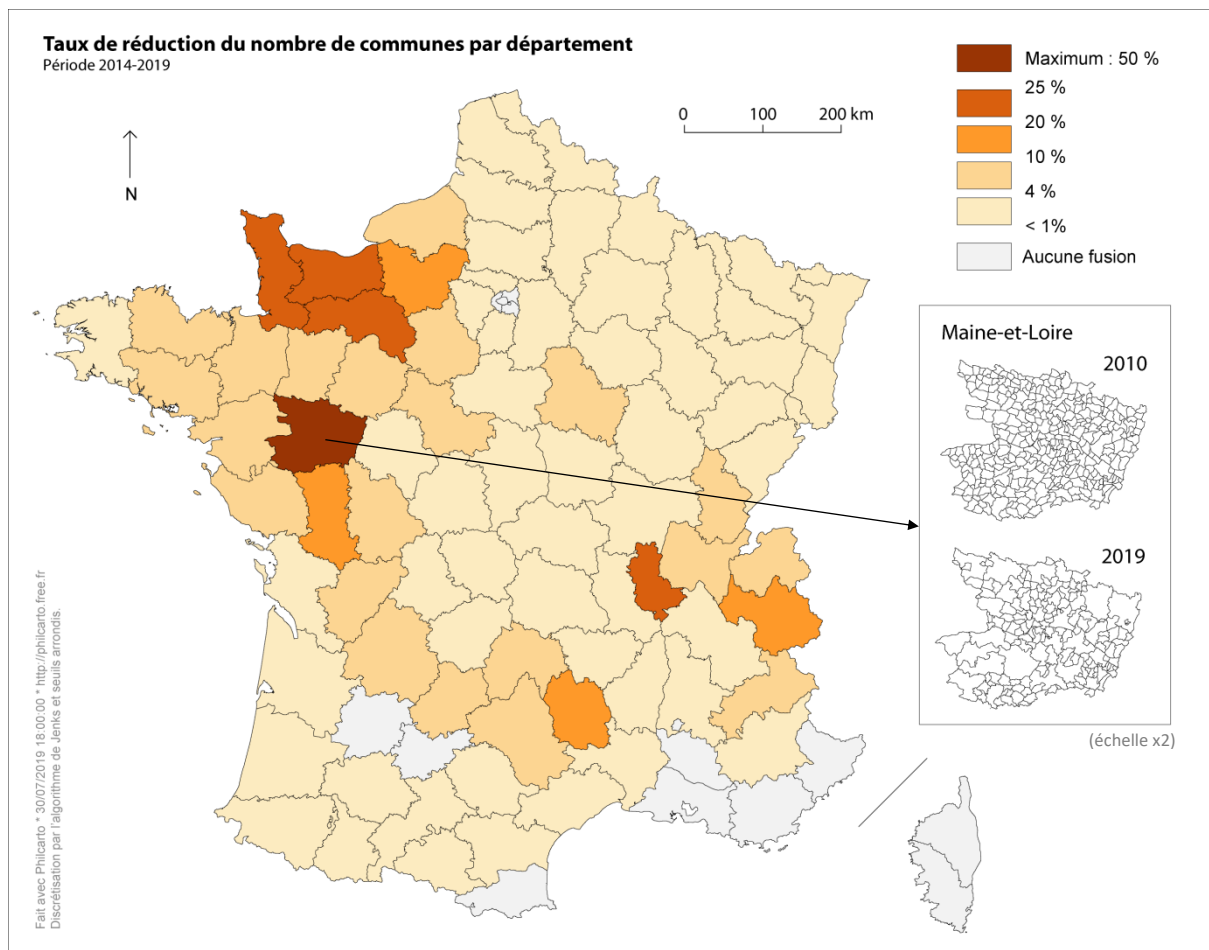 Taux de réduction du nombre de communes par département
Période 2014-2019
N
0 100 200 km
Maximum : 50 %
25 %
20 %
10 %
4 %
< 1%
Aucune fusion
Maine-et-Loire
2010
2019
(échelle x2)
Fait avec Philcarto * 30/07/2019 18:00:00 * http://philcarto.free.fr
Discrétisation par l'algorithme de Jenks et seuils arrondis.